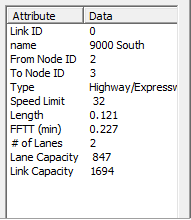 Attribute Data
Link ID 0
name 9000 South
From Node ID 2
To Node ID 3
Type Highway/Expressw
Speed Limit 32
Length 0.121
FFTT (min) 0.227
# of Lanes 2
Lane Capacity 847
Link Capacity 1694